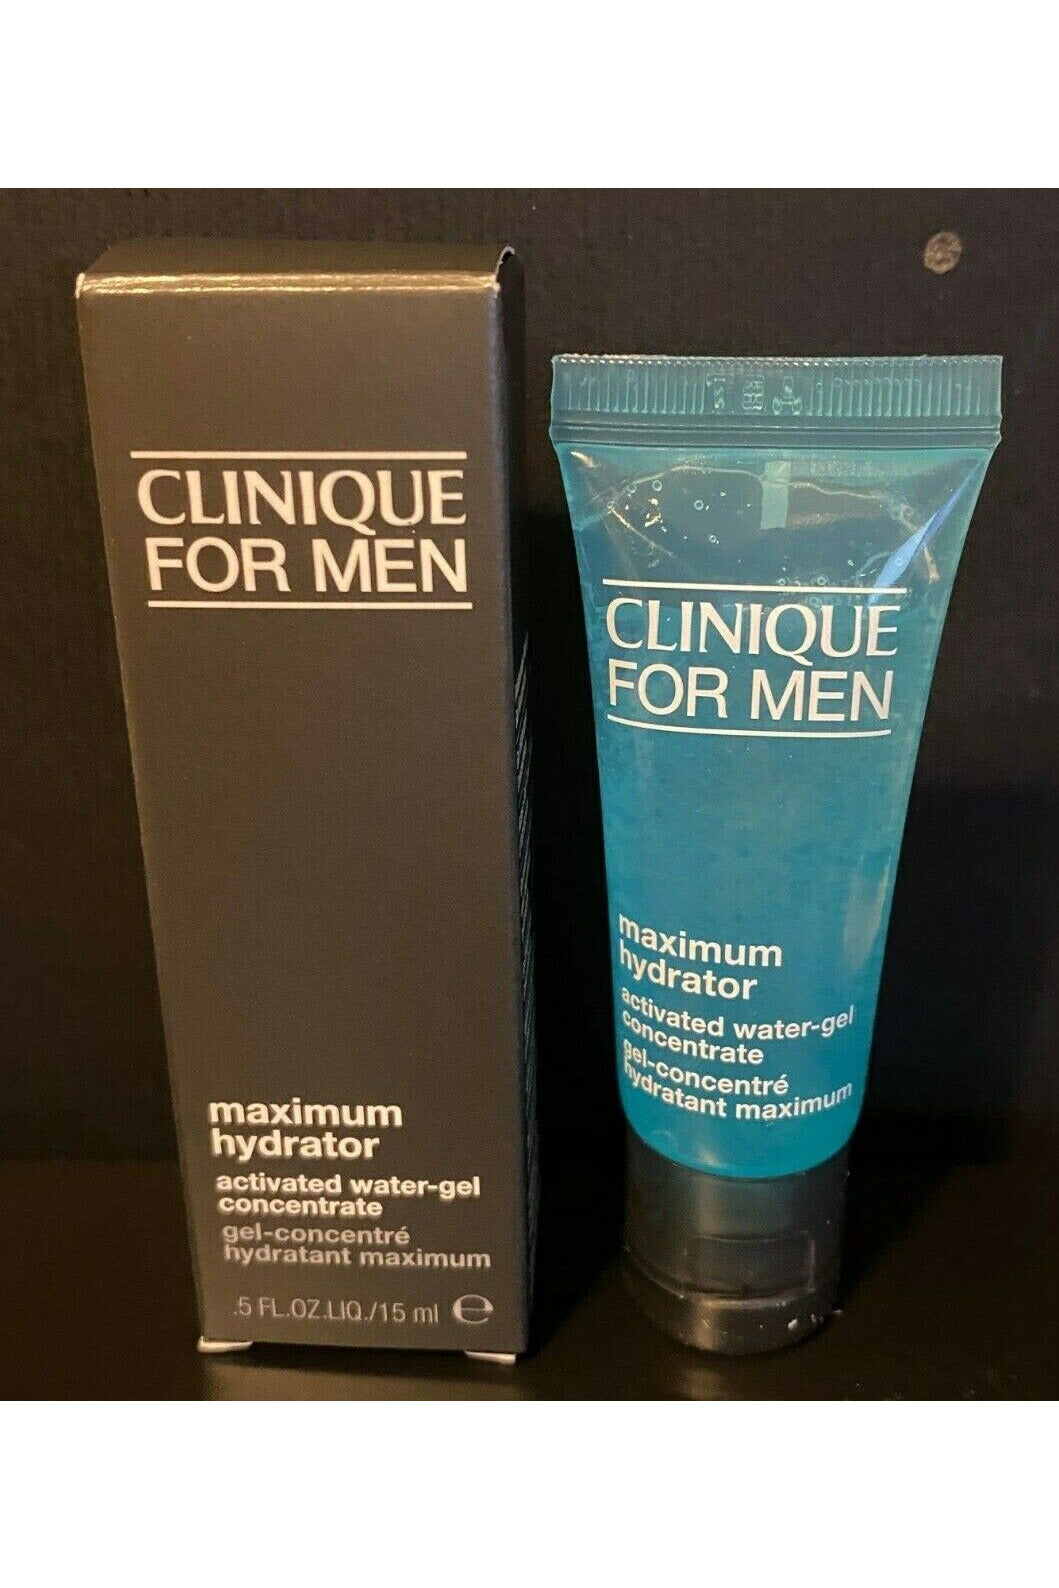 CLINIQUE
FOR MEN
maximum
hydrator
activated water-gel
concentrate
gel-concentré
hydratant maximum
.5 FL.OZ.LIQ./15 ml ℮
CLINIQUE
FOR MEN
maximum
hydrator
activated water-gel
concentrate
gel-concentré
hydratant maximum